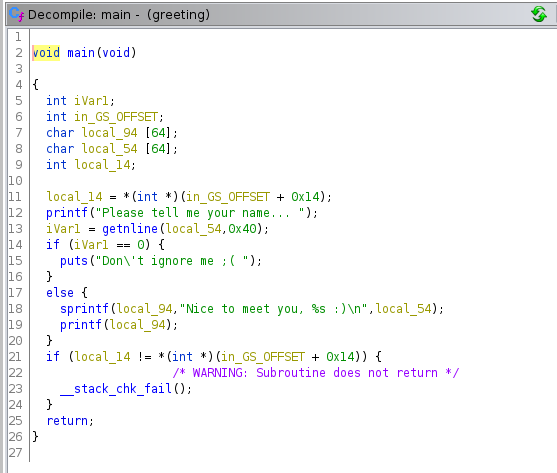 Decompile: main - (greeting)
1
2 void main(void)
3
4 {
5 int iVar1;
6 int in_GS_OFFSET;
7 char local_94 [64];
8 char local_54 [64];
9 int local_14;
10
11 local_14 = *(int *)(in_GS_OFFSET + 0x14);
12 printf("Please tell me your name... ");
13 iVar1 = getnline(local_54,0x40);
14 if (iVar1 == 0) {
15 puts("Don\'t ignore me ;( ");
16 }
17 else {
18 sprintf(local_94,"Nice to meet you, %s :)\n",local_54);
19 printf(local_94);
20 }
21 if (local_14 != *(int *)(in_GS_OFFSET + 0x14)) {
22 /* WARNING: Subroutine does not return */
23 __stack_chk_fail();
24 }
25 return;
26 }
27